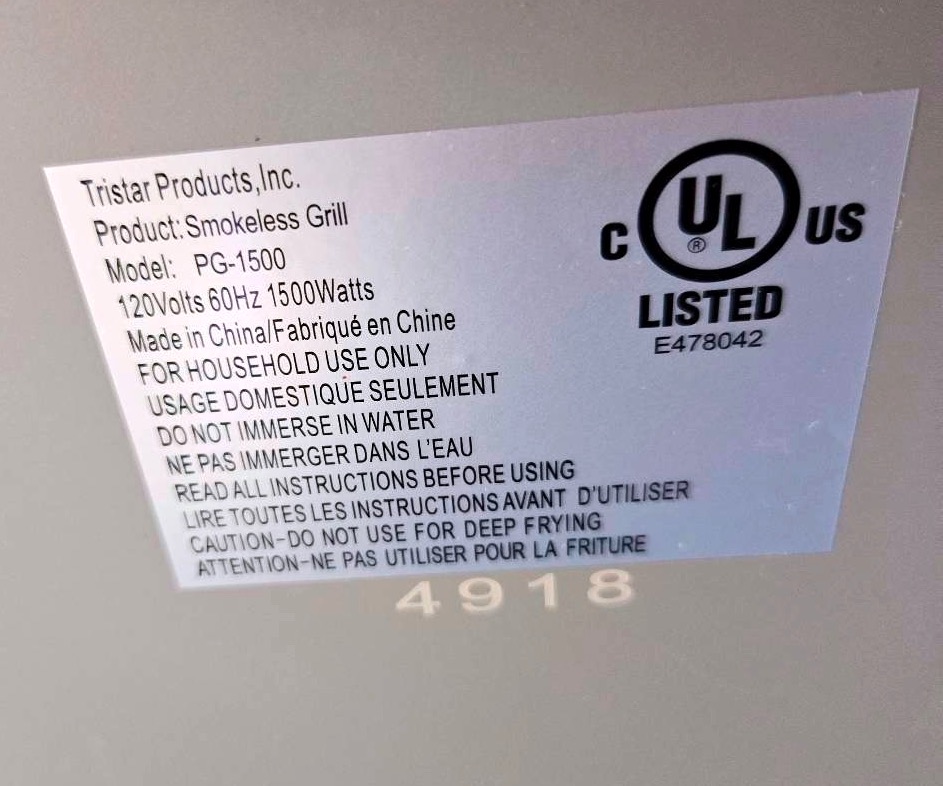 Tristar Products,Inc.
Product: Smokeless Grill
Model: PG-1500
120Volts 60Hz 1500Watts
Made in China/Fabriqué en Chine
FOR HOUSEHOLD USE ONLY
USAGE DOMESTIQUE SEULEMENT
DO NOT IMMERSE IN WATER
NE PAS IMMERGER DANS L'EAU
READ ALL INSTRUCTIONS BEFORE USING
LIRE TOUTES LES INSTRUCTIONS AVANT D'UTILISER
CAUTION-DO NOT USE FOR DEEP FRYING
ATTENTION-NE PAS UTILISER POUR LA FRITURE
C UL® US
LISTED
E478042
4918